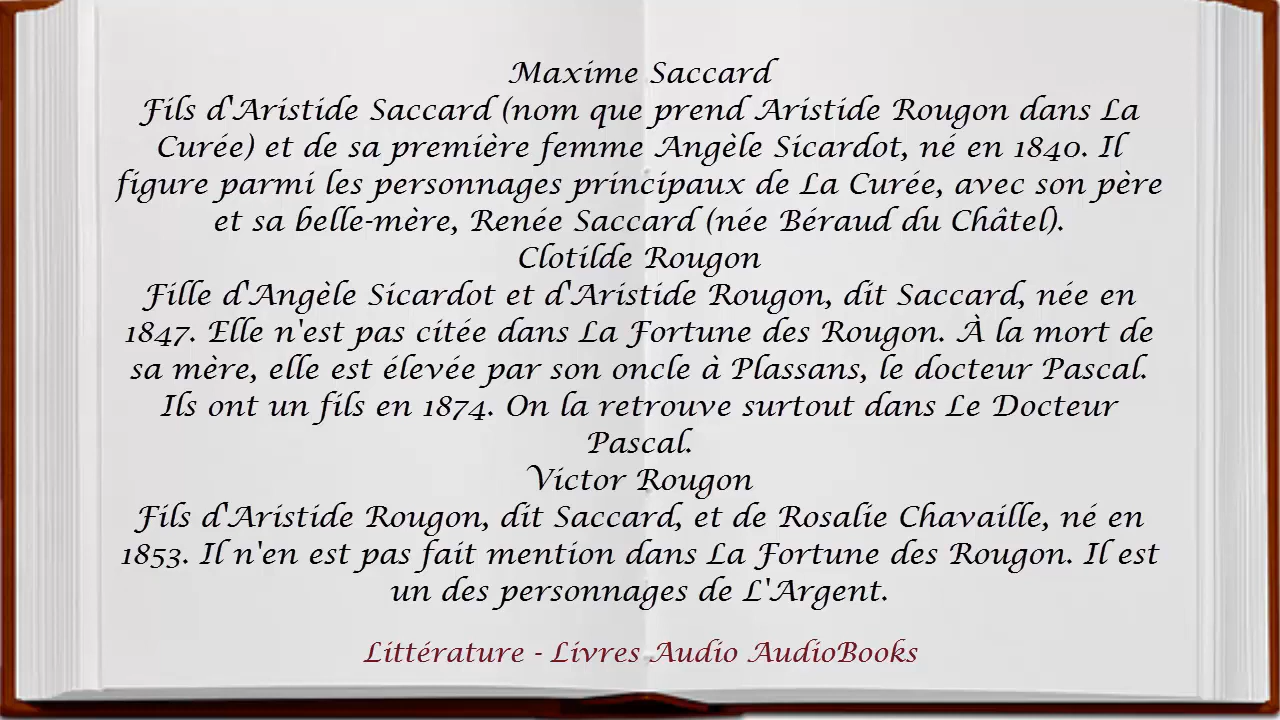 Maxime Saccard
Fils d'Aristide Saccard (nom que prend Aristide Rougon dans La
Curée) et de sa première femme Angèle Sicardot, né en 1840. Il
figure parmi les personnages principaux de La Curée, avec son père
et sa belle-mère, Renée Saccard (née Béraud du Châtel).
Clotilde Rougon
Fille d'Angèle Sicardot et d'Aristide Rougon, dit Saccard, née en
1847. Elle n'est pas citée dans La Fortune des Rougon. À la mort de
sa mère, elle est élevée par son oncle à Plassans, le docteur Pascal.
Ils ont un fils en 1874. On la retrouve surtout dans Le Docteur
Pascal.
Victor Rougon
Fils d'Aristide Rougon, dit Saccard, et de Rosalie Chavaille, né en
1853. Il n'en est pas fait mention dans La Fortune des Rougon. Il est
un des personnages de L'Argent.
Littérature - Livres Audio AudioBooks